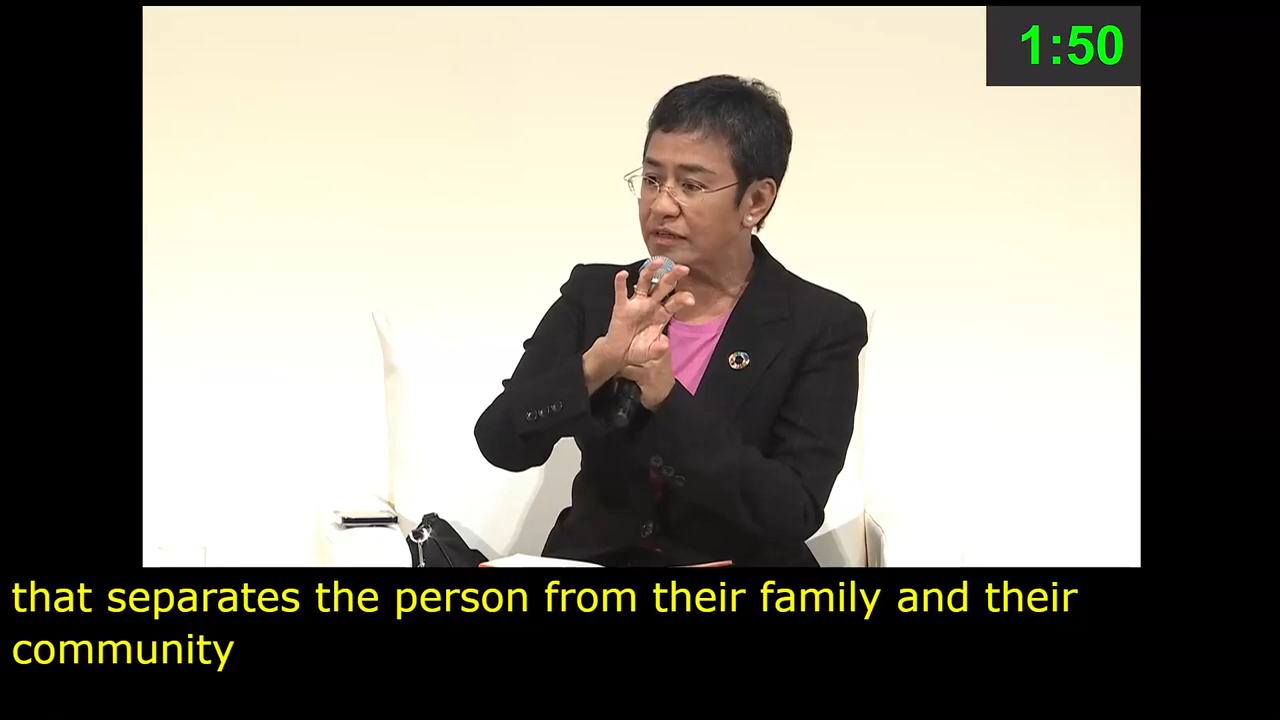 1:50
that separates the person from their family and their
community